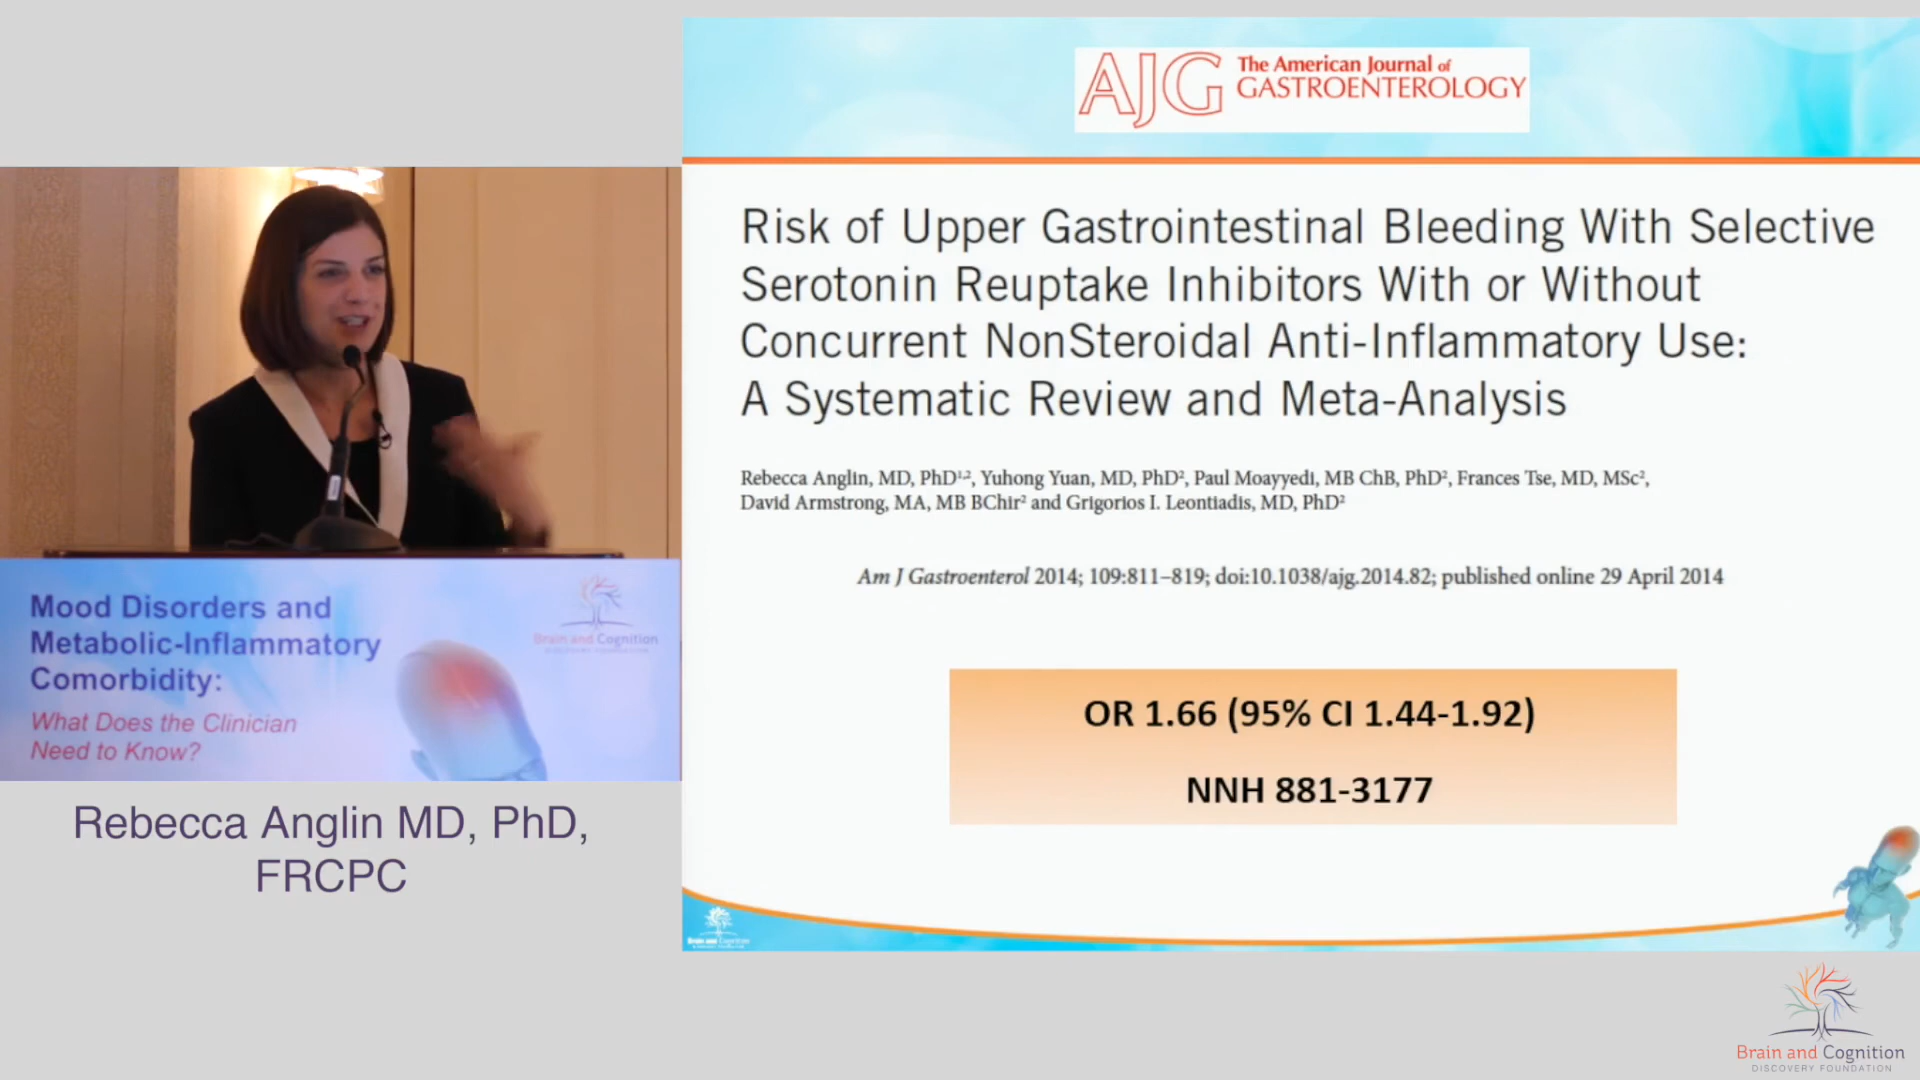 AJG The American Journal of
GASTROENTEROLOGY
Risk of Upper Gastrointestinal Bleeding With Selective
Serotonin Reuptake Inhibitors With or Without
Concurrent NonSteroidal Anti-Inflammatory Use:
A Systematic Review and Meta-Analysis
Rebecca Anglin, MD, PhD¹,², Yuhong Yuan, MD, PhD², Paul Moayyedi, MB ChB, PhD², Frances Tse, MD, MSc²,
David Armstrong, MA, MB BChir² and Grigorios I. Leontiadis, MD, PhD²
Am J Gastroenterol 2014; 109:811–819; doi:10.1038/ajg.2014.82; published online 29 April 2014
OR 1.66 (95% CI 1.44-1.92)
NNH 881-3177
Brain and Cognition
Mood Disorders and
Metabolic-Inflammatory
Comorbidity:
What Does the Clinician
Need to Know?
Brain and Cognition
Rebecca Anglin MD, PhD,
FRCPC
Brain and Cognition
DISCOVERY FOUNDATION